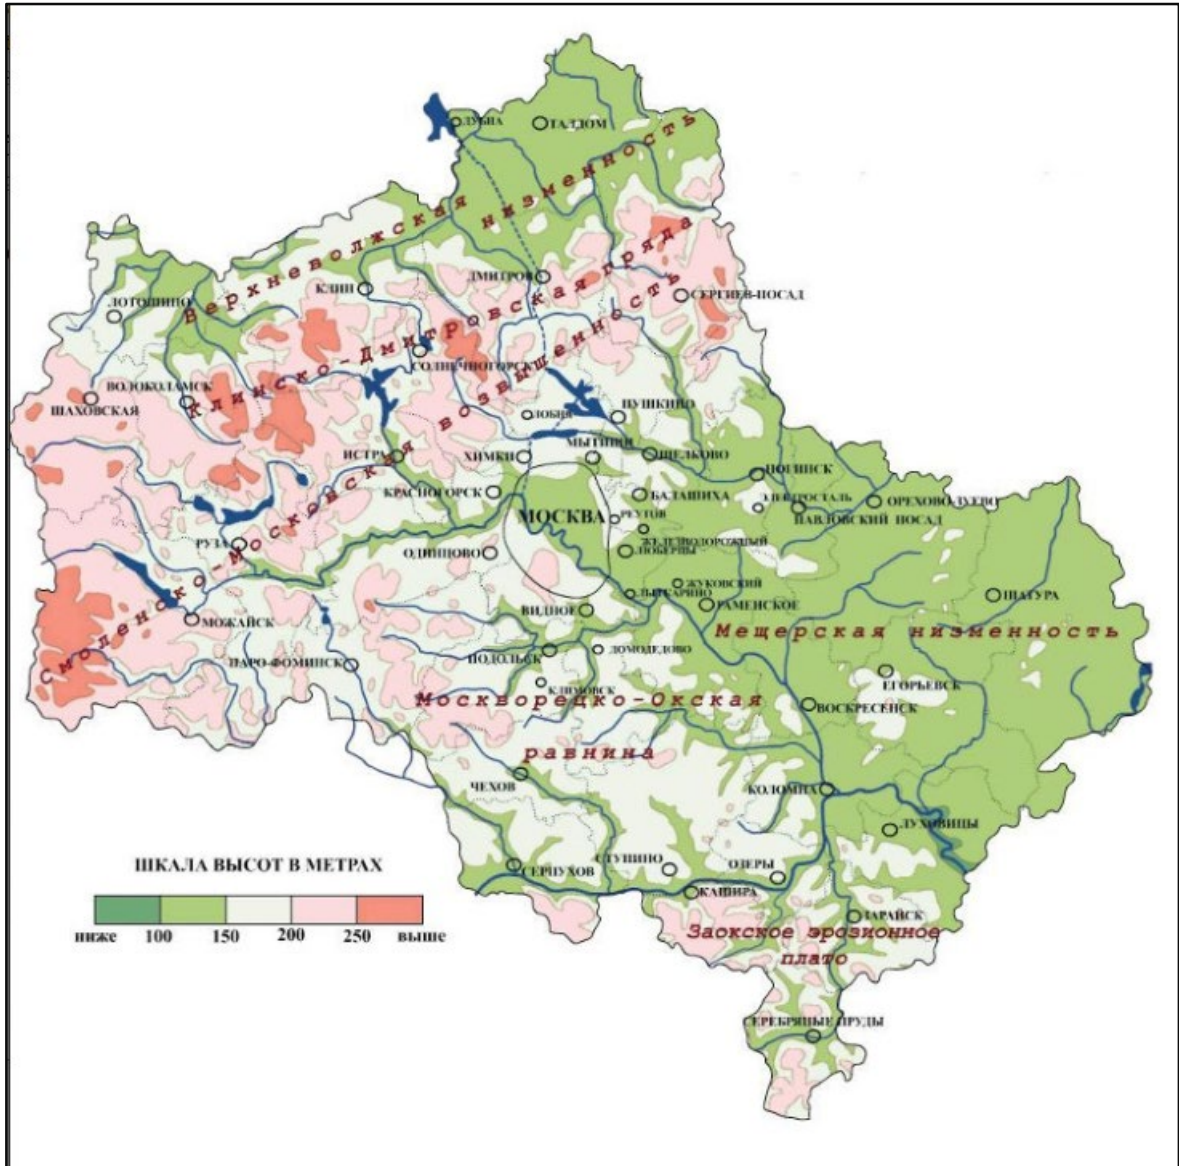 ДУБНА
ТАЛДОМ
Верхневолжская низменность
ЛОТОШИНО
КЛИН
ДМИТРОВ
СЕРГИЕВ-ПОСАД
Клинско-Дмитровская гряда
СОЛНЕЧНОГОРСК
ВОЛОКОЛАМСК
ШАХОВСКАЯ
ЛОБНЯ
ПУШКИНО
Смоленско-Московская возвышенность
ИСТРА
ХИМКИ
МЫТИЩИ
ЩЕЛКОВО
НОГИНСК
КРАСНОГОРСК
БАЛАШИХА
ЭЛЕКТРОСТАЛЬ
ОРЕХОВО-ЗУЕВО
МОСКВА
РЕУТОВ
ПАВЛОВСКИЙ ПОСАД
РУЗА
ОДИНЦОВО
ЖЕЛЕЗНОДОРОЖНЫЙ
ЛЮБЕРЦЫ
ЖУКОВСКИЙ
ЛЫТКАРИНО
РАМЕНСКОЕ
ШАТУРА
ВИДНОЕ
МОЖАЙСК
Мещерская низменность
НАРО-ФОМИНСК
ПОДОЛЬСК
ДОМОДЕДОВО
КЛИМОВСК
ЕГОРЬЕВСК
Москворецко-Окская
равнина
ВОСКРЕСЕНСК
ЧЕХОВ
КОЛОМНА
ЛУХОВИЦЫ
ШКАЛА ВЫСОТ В МЕТРАХ
ниже 100 150 200 250 выше
СЕРПУХОВ
СТУПИНО
ОЗЕРЫ
КАШИРА
ЗАРАЙСК
Заокское эрозионное
плато
СЕРЕБРЯНЫЕ ПРУДЫ